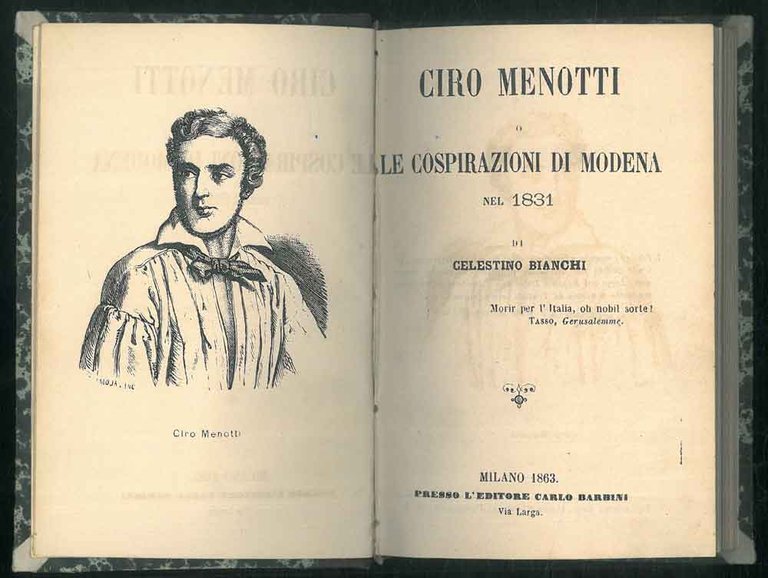 Ciro Menotti
CIRO MENOTTI
O
LE COSPIRAZIONI DI MODENA
NEL 1831
DI
CELESTINO BIANCHI
Morir per l'Italia, oh nobil sorte!
TASSO, Gerusalemme.
MILANO 1863.
PRESSO L'EDITORE CARLO BARBINI
Via Larga.